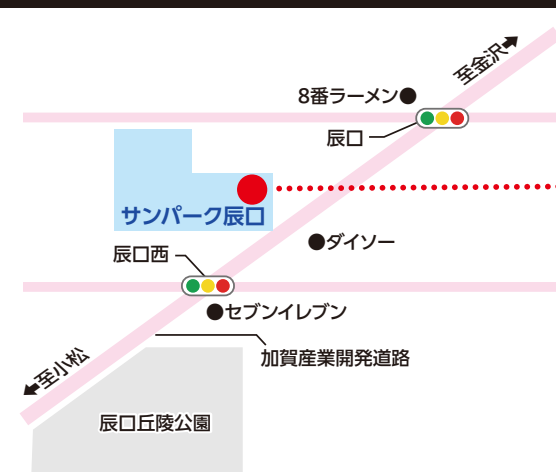 至金沢
8番ラーメン
辰口
サンパーク辰口
ダイソー
辰口西
セブンイレブン
加賀産業開発道路
至小松
辰口丘陵公園